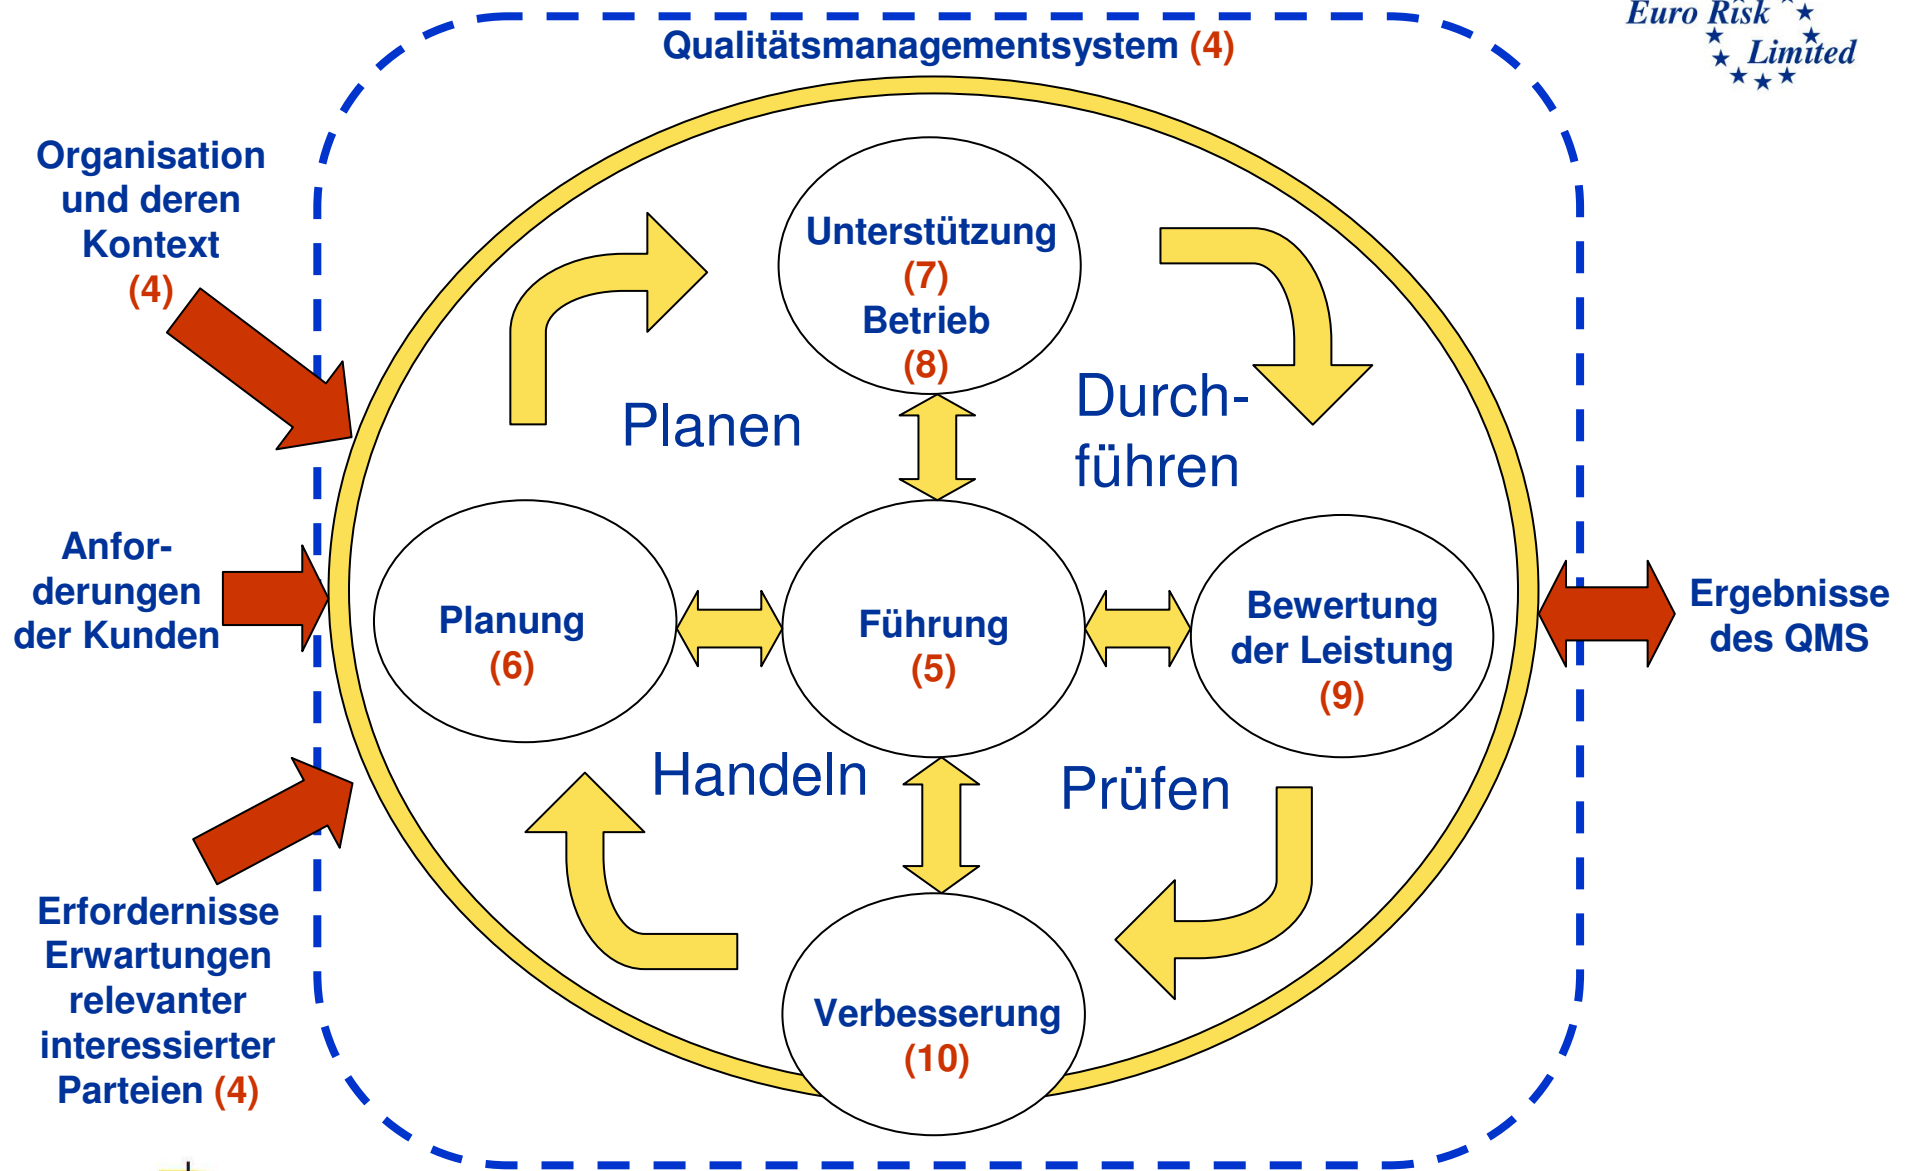 Euro Risk
Limited
Qualitätsmanagementsystem (4)
Organisation
und deren
Kontext
(4)
Unterstützung
(7)
Betrieb
(8)
Planen
Durch-
führen
Anfor-
derungen
der Kunden
Planung
(6)
Führung
(5)
Bewertung
der Leistung
(9)
Ergebnisse
des QMS
Handeln
Prüfen
Erfordernisse
Erwartungen
relevanter
interessierter
Parteien (4)
Verbesserung
(10)